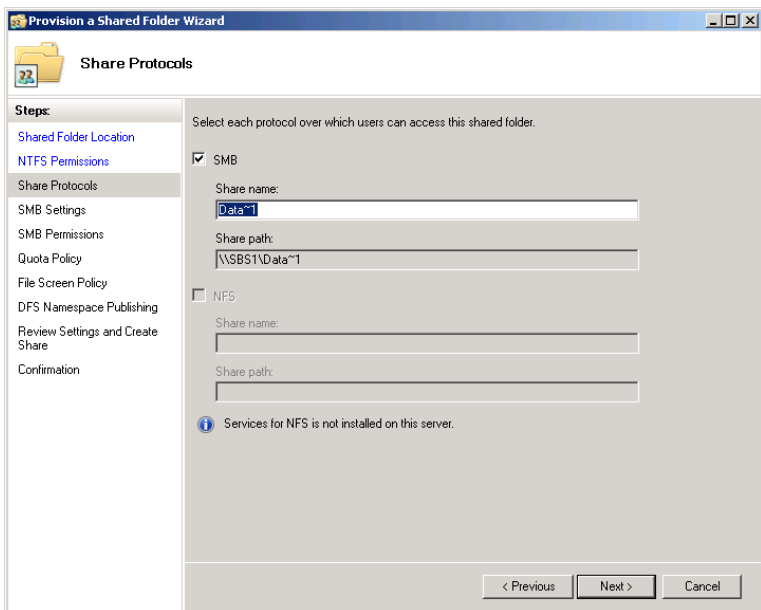 Provision a Shared Folder Wizard
Share Protocols
Steps:
Shared Folder Location
NTFS Permissions
Share Protocols
SMB Settings
SMB Permissions
Quota Policy
File Screen Policy
DFS Namespace Publishing
Review Settings and Create
Share
Confirmation
Select each protocol over which users can access this shared folder.
SMB
Share name:
Data~1
Share path:
\\SBS1\Data~1
NFS
Share name:
Share path:
Services for NFS is not installed on this server.
< Previous
Next >
Cancel